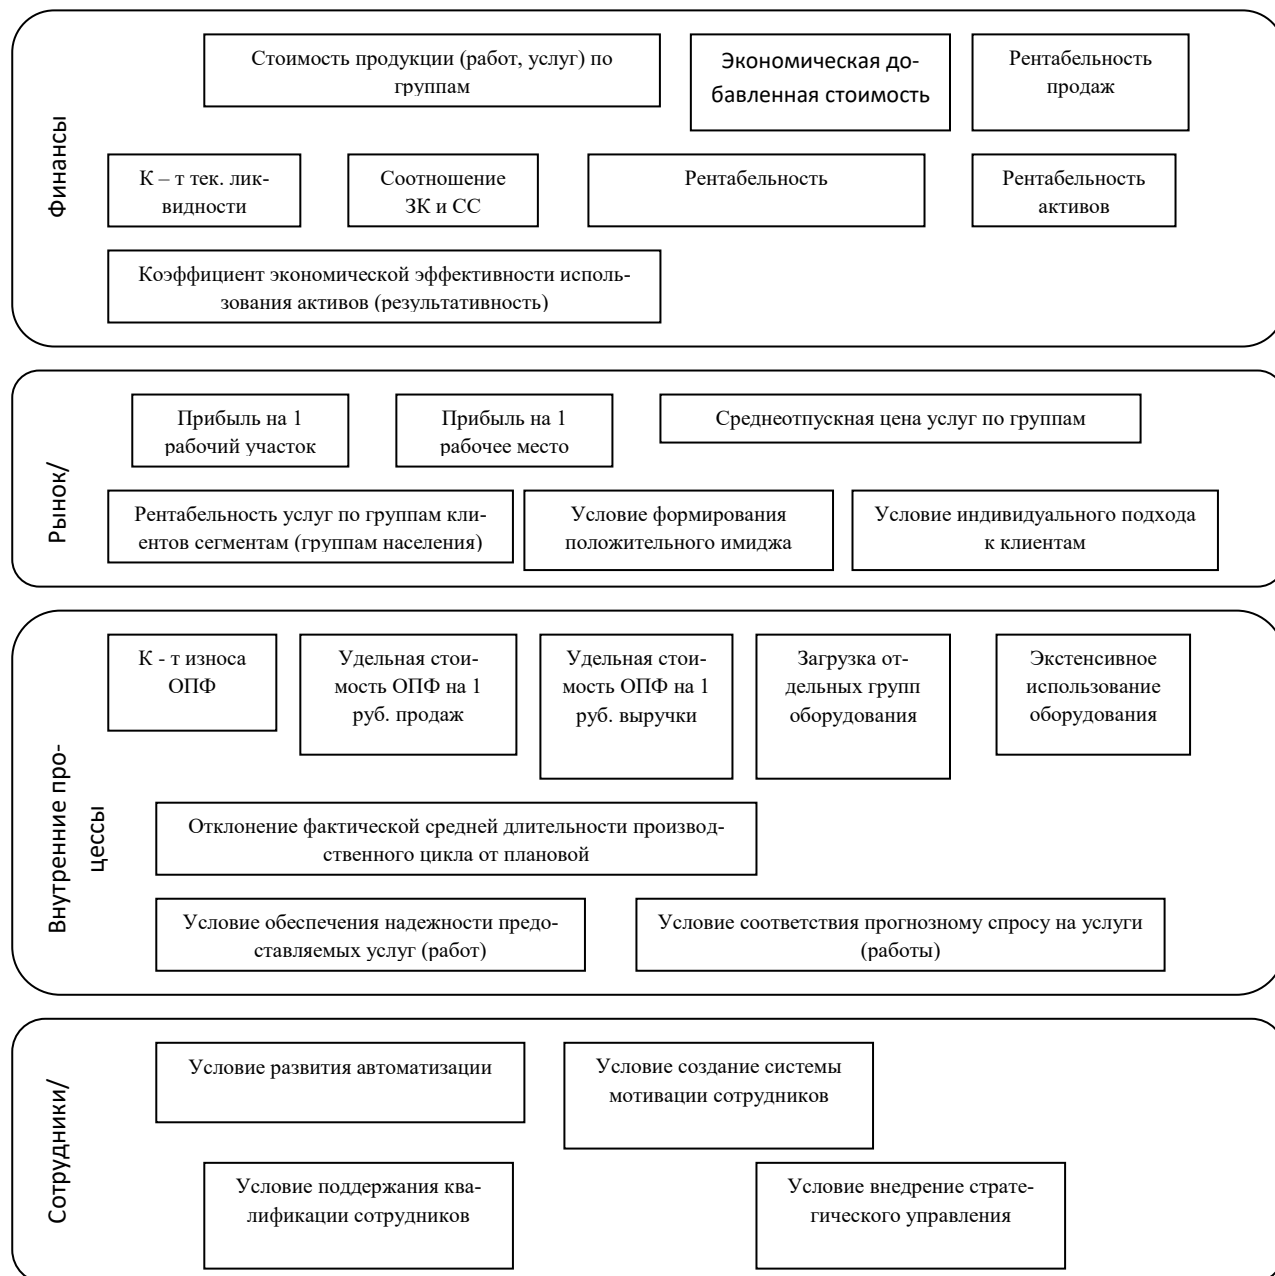 Финансы
Стоимость продукции (работ, услуг) по
группам
Экономическая до-
бавленная стоимость
Рентабельность
продаж
К – т тек. лик-
видности
Соотношение
ЗК и СС
Рентабельность
Рентабельность
активов
Коэффициент экономической эффективности исполь-
зования активов (результативность)
Рынок/
Прибыль на 1
рабочий участок
Прибыль на 1
рабочее место
Среднеотпускная цена услуг по группам
Рентабельность услуг по группам кли-
ентов сегментам (группам населения)
Условие формирования
положительного имиджа
Условие индивидуального подхода
к клиентам
Внутренние про-
цессы
К - т износа
ОПФ
Удельная стои-
мость ОПФ на 1
руб. продаж
Удельная стои-
мость ОПФ на 1
руб. выручки
Загрузка от-
дельных групп
оборудования
Экстенсивное
использование
оборудования
Отклонение фактической средней длительности производ-
ственного цикла от плановой
Условие обеспечения надежности предо-
ставляемых услуг (работ)
Условие соответствия прогнозному спросу на услуги
(работы)
Сотрудники/
Условие развития автоматизации
Условие создание системы
мотивации сотрудников
Условие поддержания ква-
лификации сотрудников
Условие внедрение страте-
гического управления